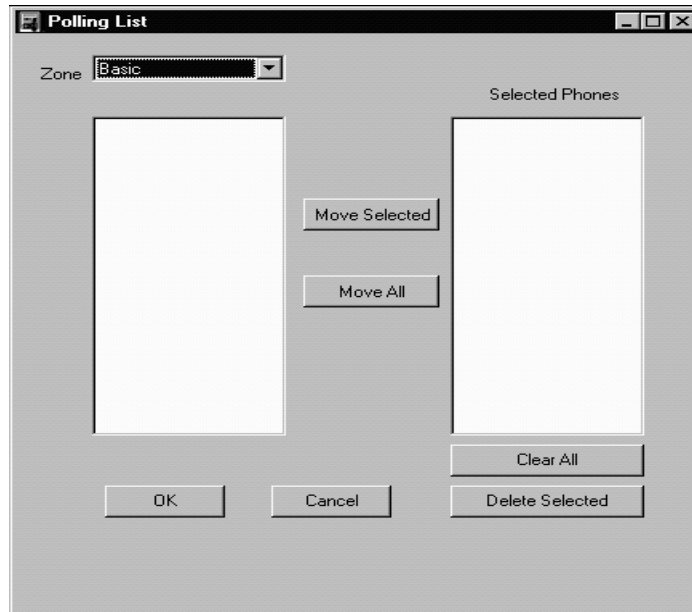 Polling List
Zone
Basic
Selected Phones
Move Selected
Move All
Clear All
OK
Cancel
Delete Selected